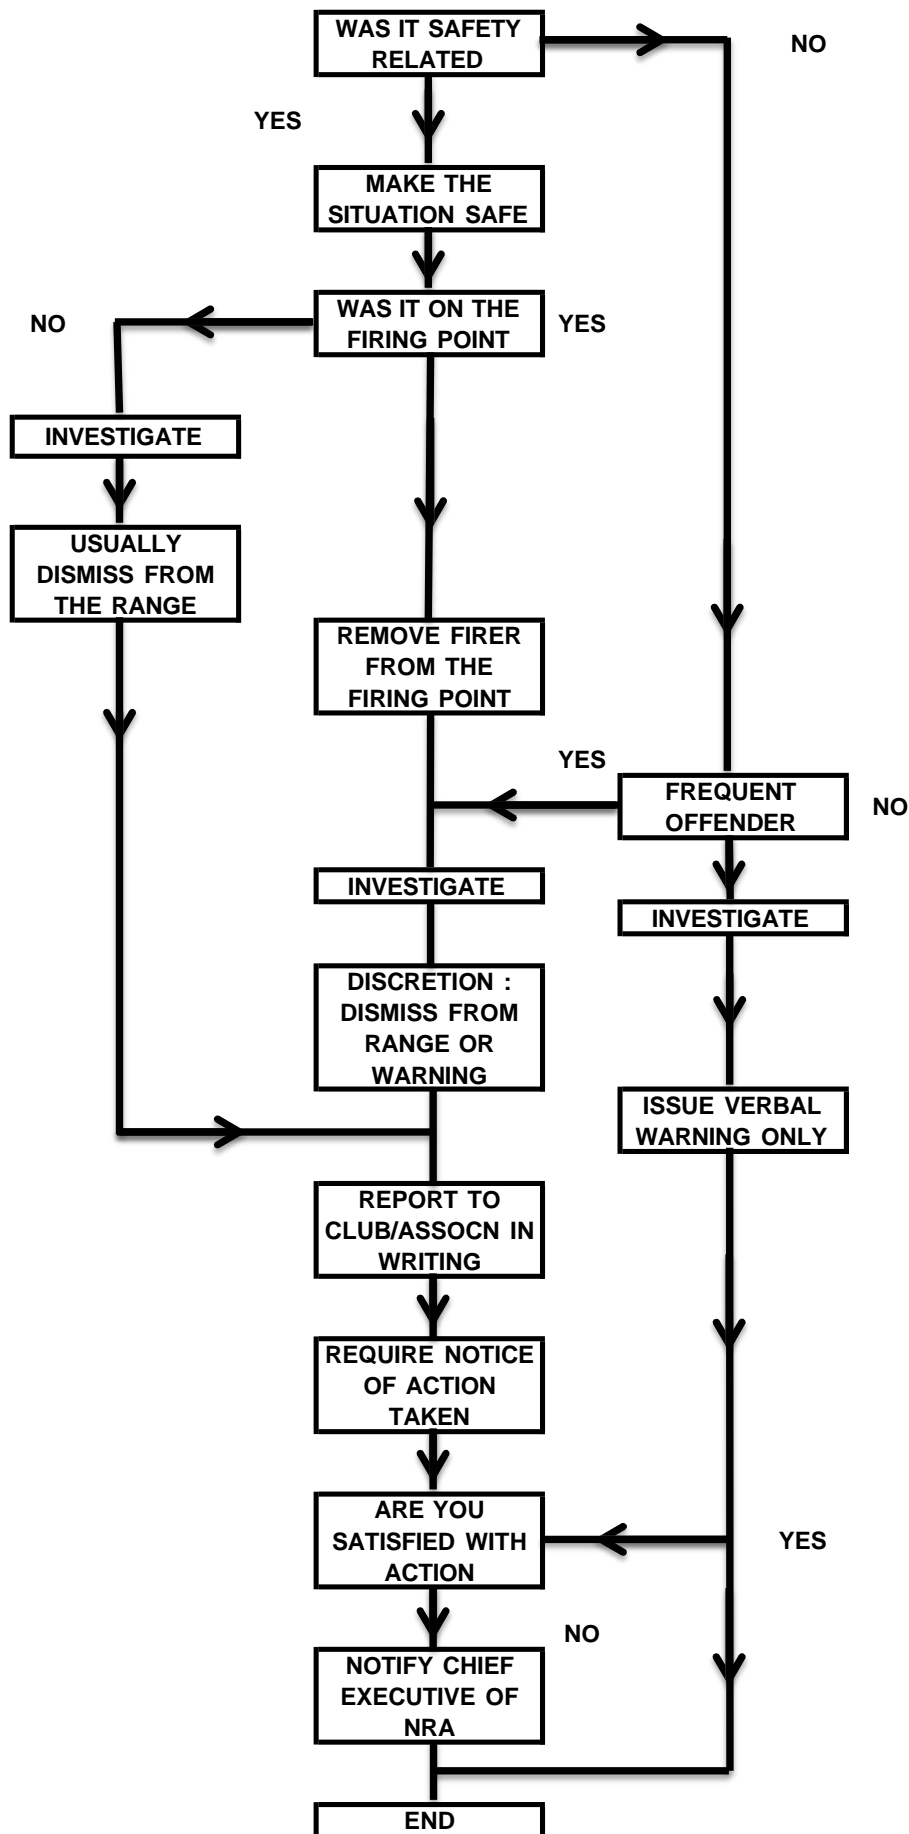 WAS IT SAFETY
RELATED
NO
YES
MAKE THE
SITUATION SAFE
NO
WAS IT ON THE
FIRING POINT
YES
INVESTIGATE
USUALLY
DISMISS FROM
THE RANGE
REMOVE FIRER
FROM THE
FIRING POINT
YES
FREQUENT
OFFENDER
NO
INVESTIGATE
INVESTIGATE
DISCRETION :
DISMISS FROM
RANGE OR
WARNING
ISSUE VERBAL
WARNING ONLY
REPORT TO
CLUB/ASSOCN IN
WRITING
REQUIRE NOTICE
OF ACTION
TAKEN
ARE YOU
SATISFIED WITH
ACTION
YES
NO
NOTIFY CHIEF
EXECUTIVE OF
NRA
END